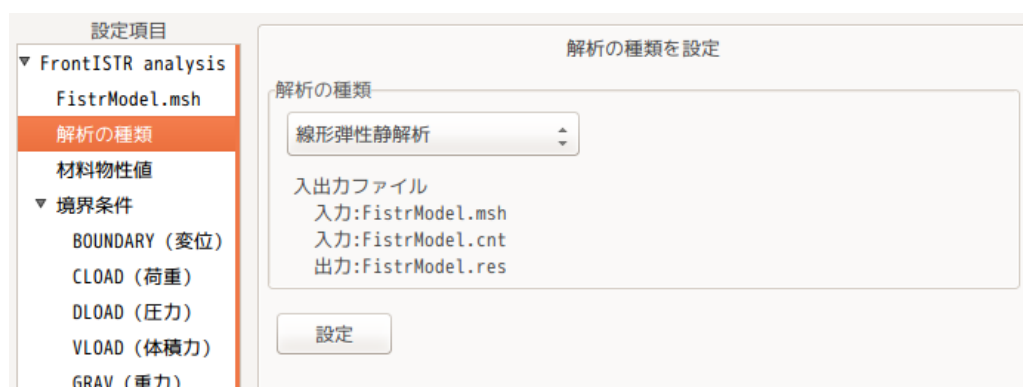 設定項目
FrontISTR analysis
FistrModel.msh
解析の種類
材料物性値
境界条件
BOUNDARY (変位)
CLOAD (荷重)
DLOAD (圧力)
VLOAD (体積力)
GRAV (重力)
解析の種類を設定
解析の種類
線形弾性静解析
入出力ファイル
入力:FistrModel.msh
入力:FistrModel.cnt
出力:FistrModel.res
設定